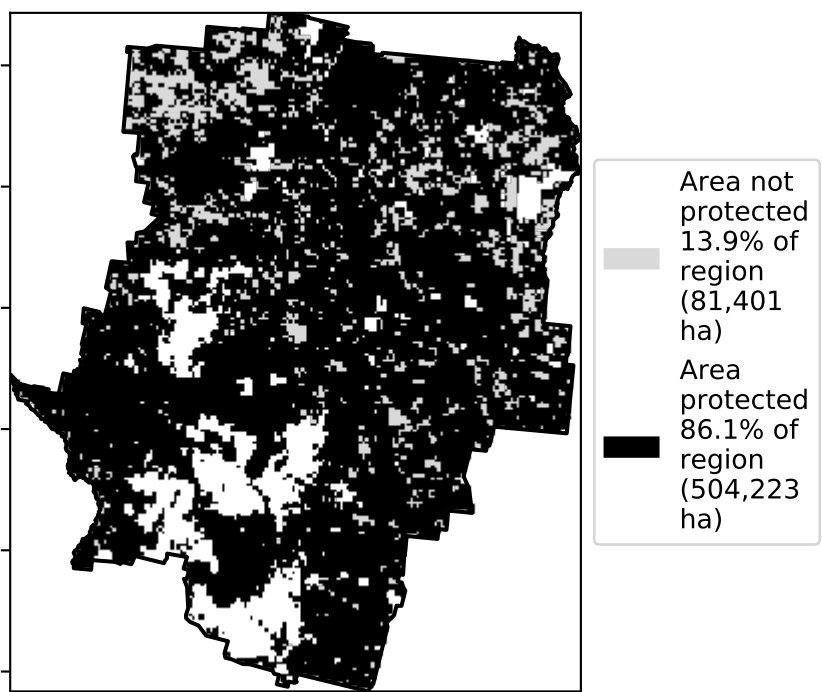 Area not
protected
13.9% of
region
(81,401
ha)
Area
protected
86.1% of
region
(504,223
ha)